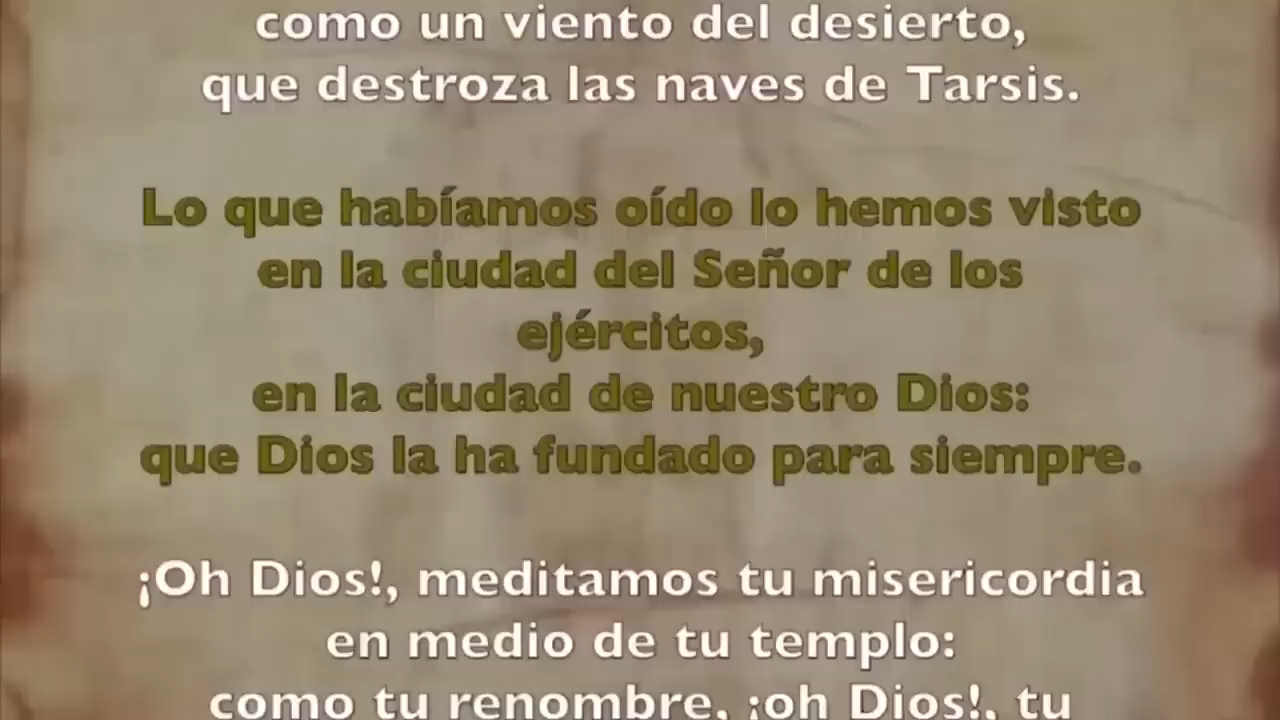 como un viento del desierto,
que destroza las naves de Tarsis.
Lo que habíamos oído lo hemos visto
en la ciudad del Señor de los
ejércitos,
en la ciudad de nuestro Dios:
que Dios la ha fundado para siempre.
¡Oh Dios!, meditamos tu misericordia
en medio de tu templo:
como tu renombre, ¡oh Dios!, tu